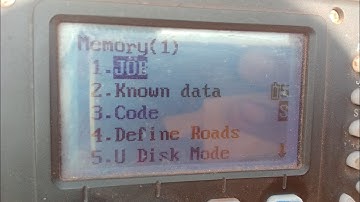 Memory(1)
1.JOB
2.Known data
3.Code
4.Define Roads
5.U Disk Mode